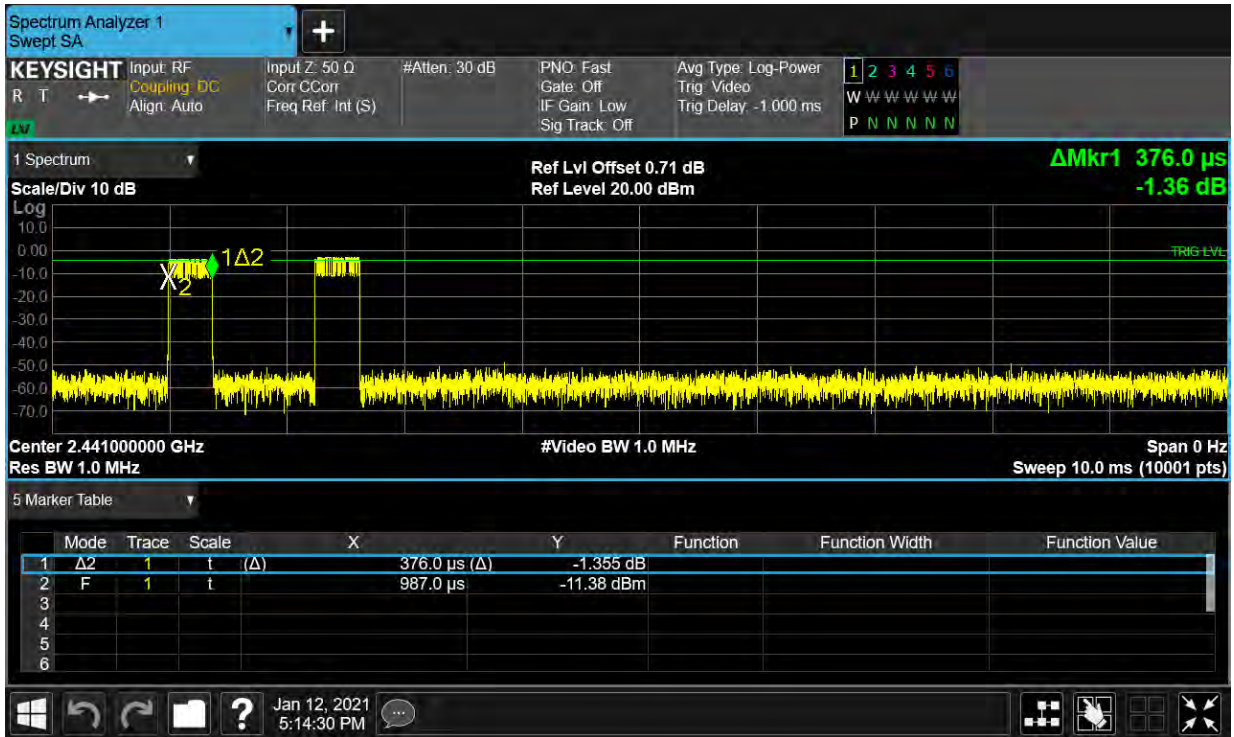 Spectrum Analyzer 1
Swept SA
+
KEYSIGHT Input: RF Input Z: 50 Ω #Atten: 30 dB PNO: Fast Avg Type: Log-Power 1 2 3 4 5 6
R T Coupling: DC Corr CCorr Gate: Off Trig: Video W W W W W W
Align: Auto Freq Ref: Int (S) IF Gain: Low Trig Delay: -1.000 ms
Sig Track: Off P N N N N N
1 Spectrum Ref Lvl Offset 0.71 dB ΔMkr1 376.0 µs
Scale/Div 10 dB Ref Level 20.00 dBm -1.36 dB
Log
10.0
0.00 1Δ2 TRIG LVL
-10.0 2
-20.0
-30.0
-40.0
-50.0
-60.0
-70.0
Center 2.441000000 GHz #Video BW 1.0 MHz Span 0 Hz
Res BW 1.0 MHz Sweep 10.0 ms (10001 pts)
5 Marker Table
Mode Trace Scale X Y Function Function Width Function Value
1 Δ2 1 t (Δ) 376.0 µs (Δ) -1.355 dB
2 F 1 t 987.0 µs -11.38 dBm
3
4
5
6
? Jan 12, 2021
5:14:30 PM